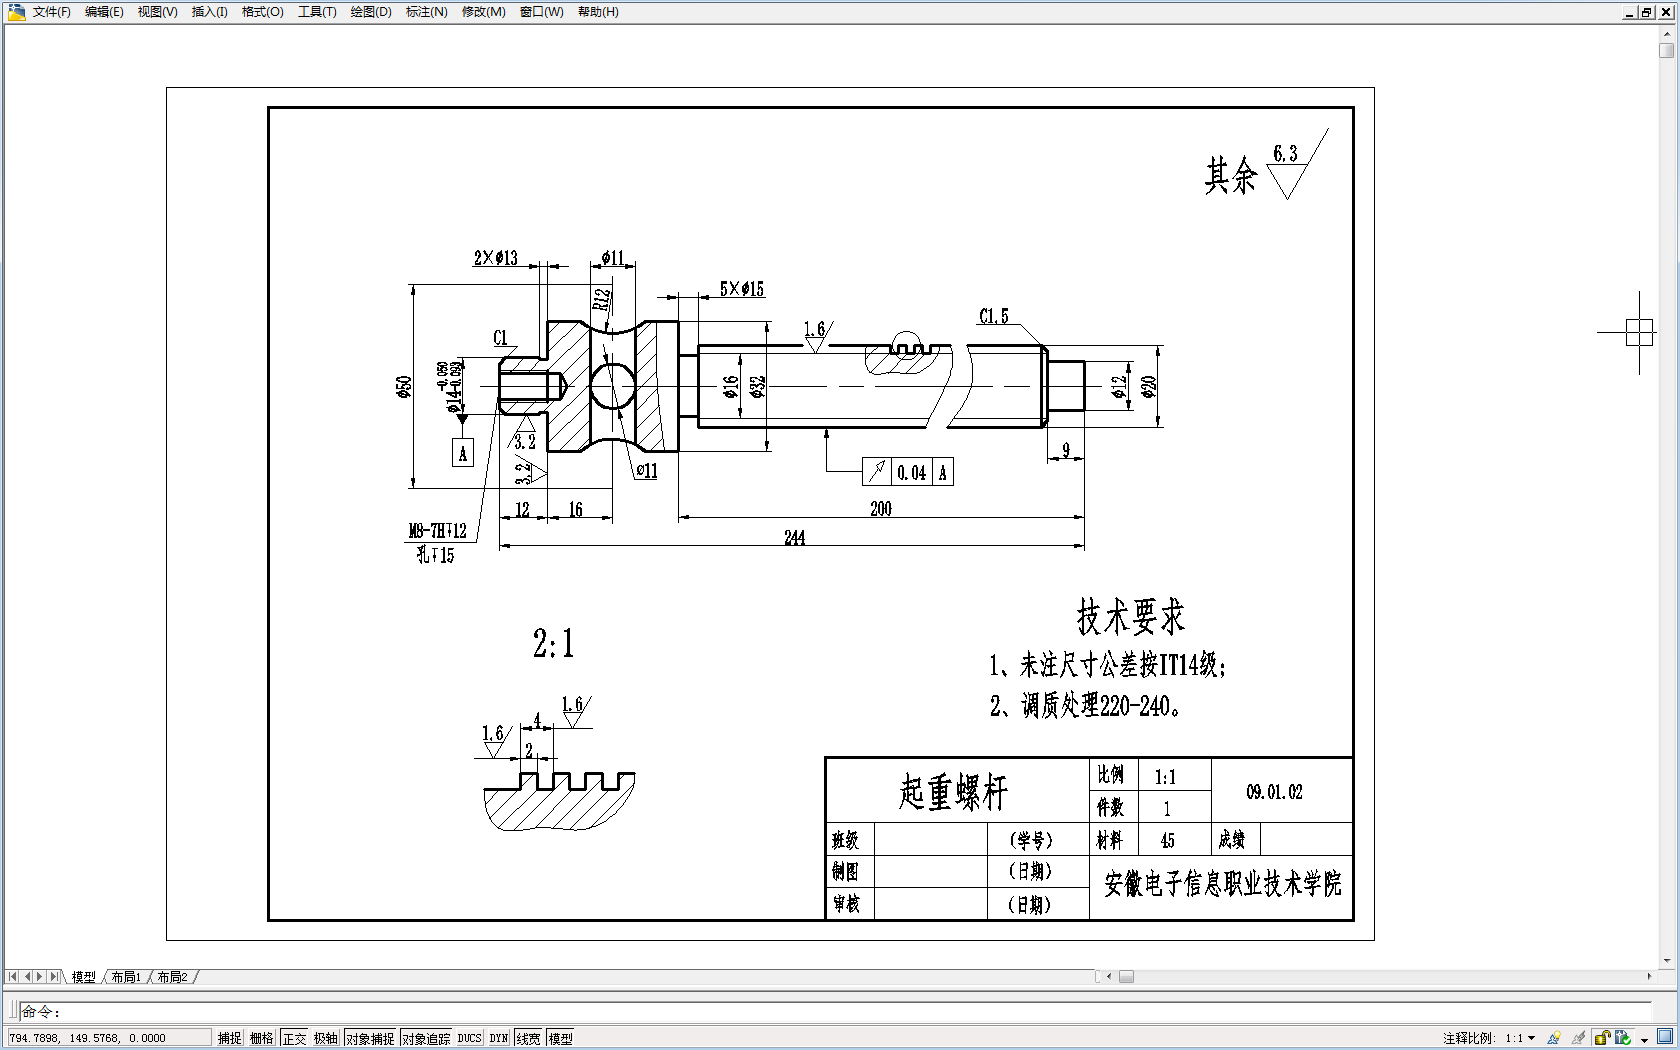 文件(F) 编辑(E) 视图(V) 插入(I) 格式(O) 工具(T) 绘图(D) 标注(N) 修改(M) 窗口(W) 帮助(H)
其余 6.3
2×ϕ13
ϕ11
R12
5×ϕ15
C1
1.6
C1.5
ϕ50
ϕ14-0.050-0.093
ϕ16
ϕ32
ϕ12
ϕ20
A
3.2
3.2
ø11
0.04 A
9
12
16
200
244
M8-7H↧12
孔↧15
2:1
1.6
4
1.6
2
技术要求
1、未注尺寸公差按IT14级;
2、调质处理220-240。
起重螺杆
比例 1:1
件数 1
09.01.02
班级 (学号) 材料 45 成绩
制图 (日期)
审核 (日期)
安徽电子信息职业技术学院
模型 布局1 布局2
命令:
794.7898, 149.5768, 0.0000 捕捉 栅格 正交 极轴 对象捕捉 对象追踪 DUCS DYN 线宽 模型 注释比例: 1:1